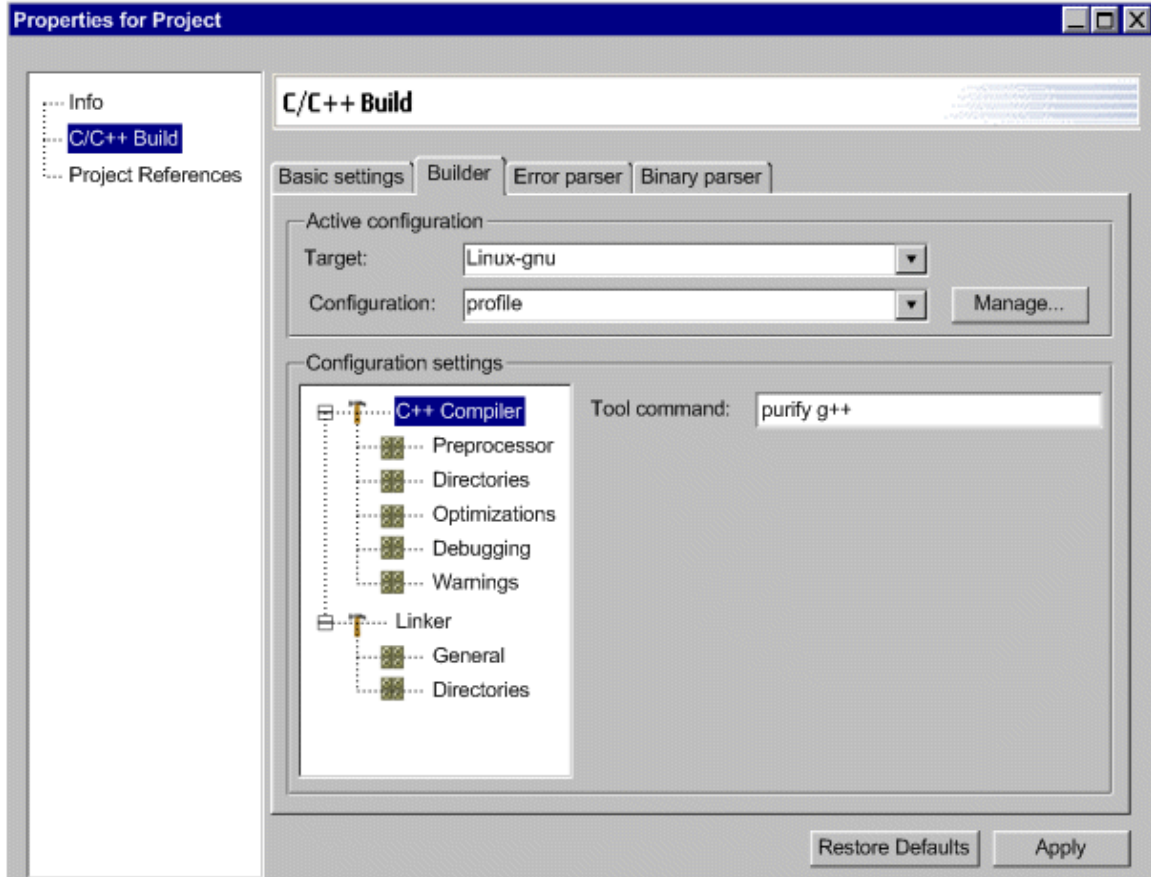 Properties for Project
Info
C/C++ Build
Project References
C/C++ Build
Basic settings
Builder
Error parser
Binary parser
Active configuration
Target:
Linux-gnu
Configuration:
profile
Manage...
Configuration settings
C++ Compiler
Preprocessor
Directories
Optimizations
Debugging
Warnings
Linker
General
Directories
Tool command:
purify g++
Restore Defaults
Apply